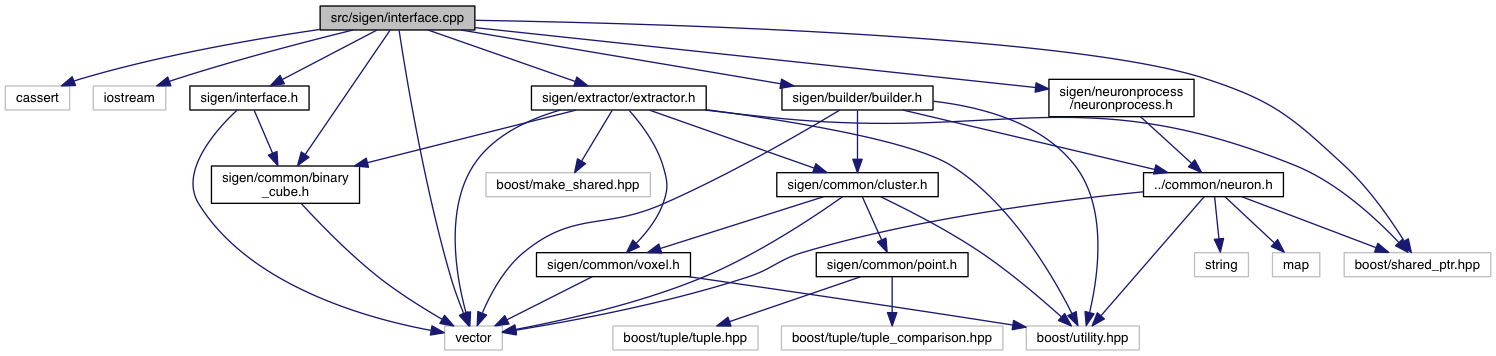 src/sigen/interface.cpp
cassert
iostream
sigen/interface.h
sigen/extractor/extractor.h
sigen/builder/builder.h
sigen/neuronprocess
/neuronprocess.h
sigen/common/binary
_cube.h
boost/make_shared.hpp
sigen/common/cluster.h
../common/neuron.h
sigen/common/voxel.h
sigen/common/point.h
string
map
boost/shared_ptr.hpp
vector
boost/tuple/tuple.hpp
boost/tuple/tuple_comparison.hpp
boost/utility.hpp